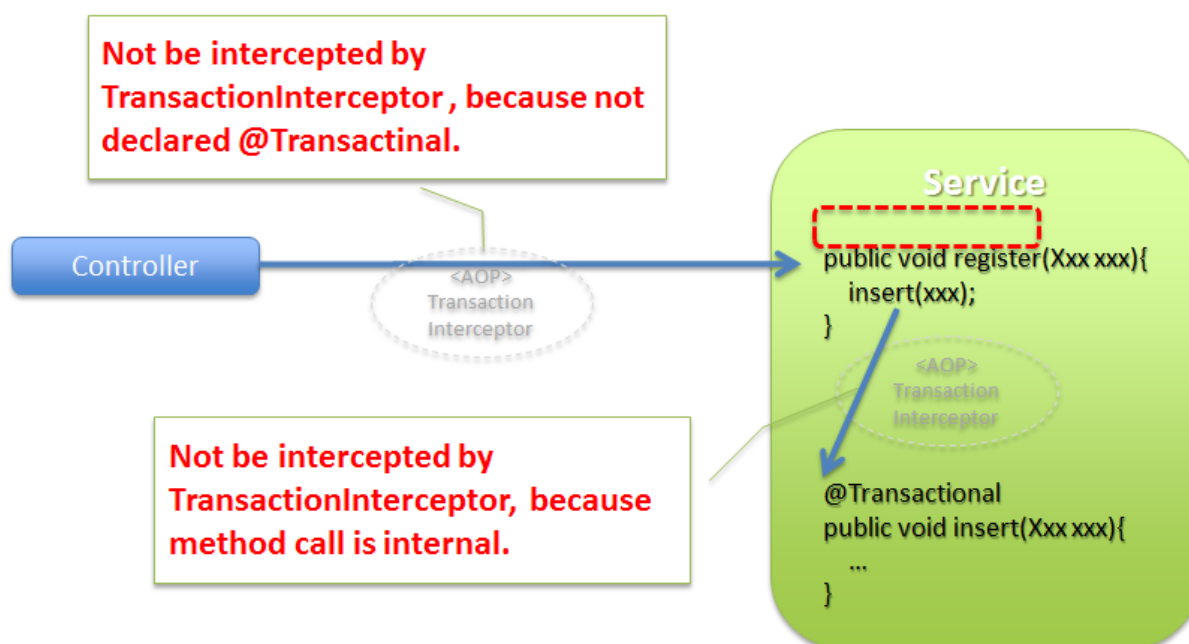 Not be intercepted by
TransactionInterceptor , because not
declared @Transactinal.
Service
Controller
<AOP>
Transaction
Interceptor
public void register(Xxx xxx){
insert(xxx);
}
<AOP>
Transaction
Interceptor
Not be intercepted by
TransactionInterceptor, because
method call is internal.
@Transactional
public void insert(Xxx xxx){
...
}